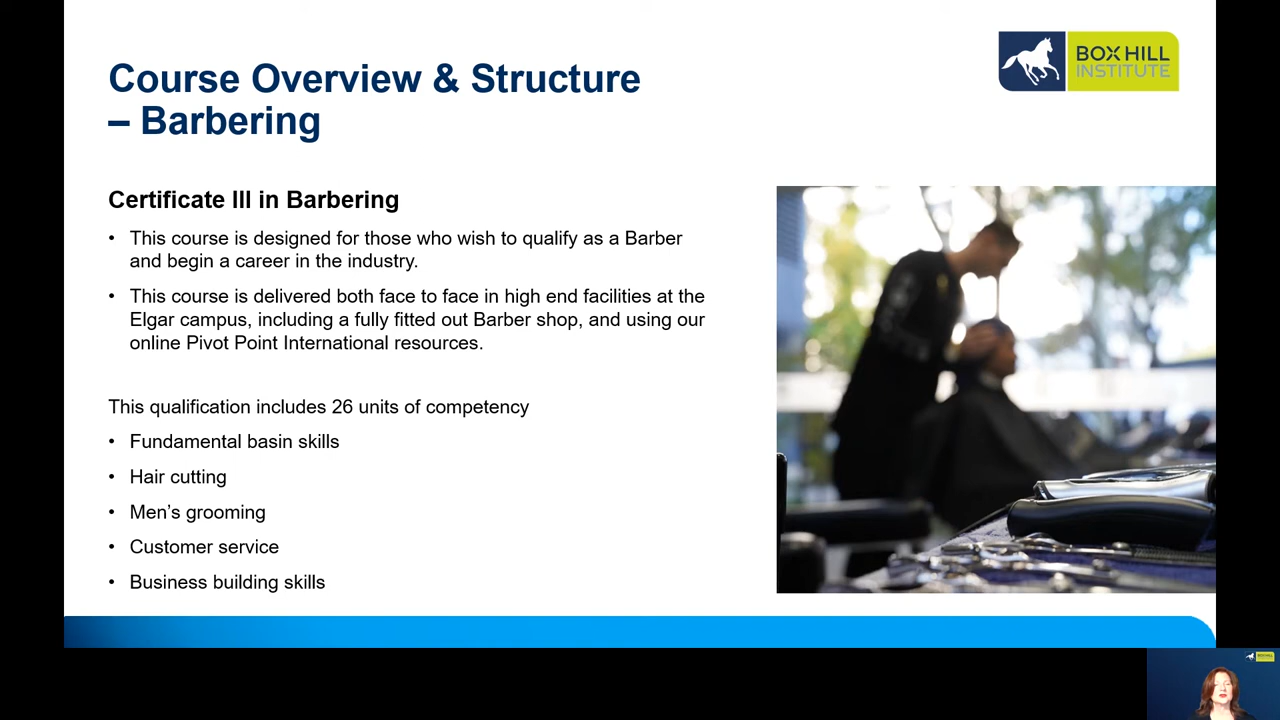 BOX HILL
INSTITUTE
Course Overview & Structure
– Barbering
Certificate III in Barbering
• This course is designed for those who wish to qualify as a Barber
and begin a career in the industry.
• This course is delivered both face to face in high end facilities at the
Elgar campus, including a fully fitted out Barber shop, and using our
online Pivot Point International resources.
This qualification includes 26 units of competency
• Fundamental basin skills
• Hair cutting
• Men’s grooming
• Customer service
• Business building skills